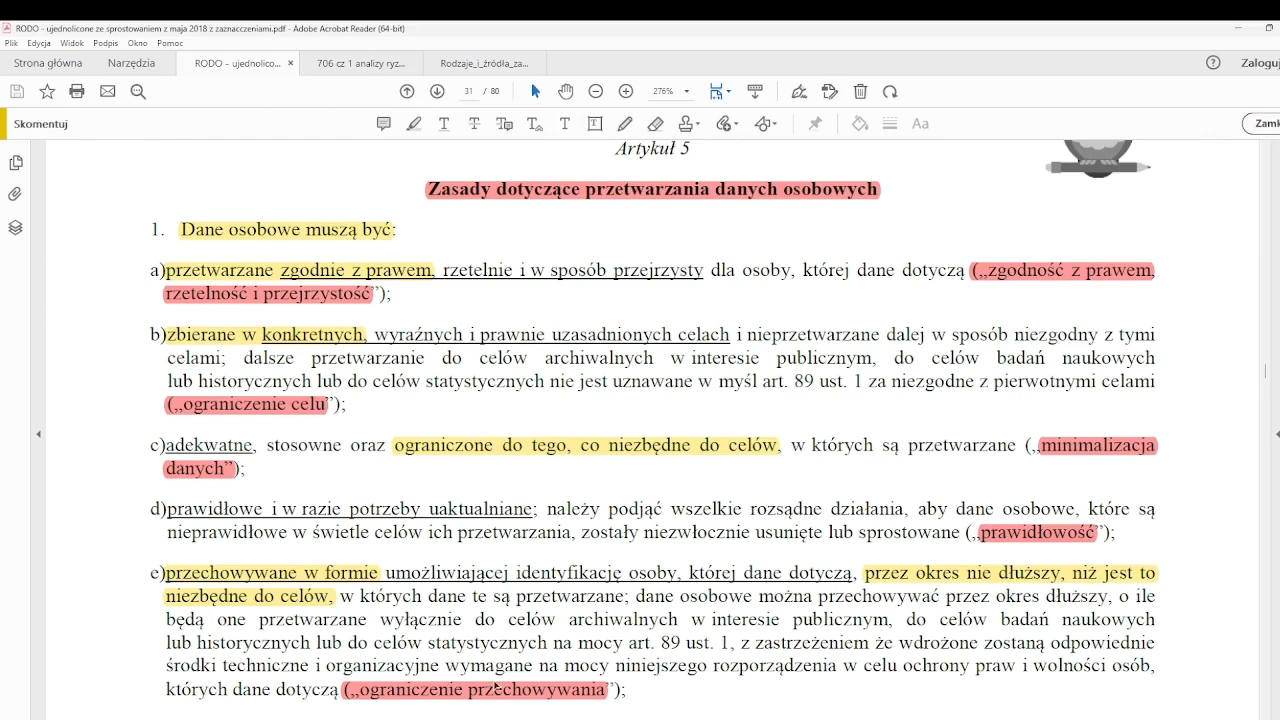 RODO - ujednolicone ze sprostowaniem z maja 2018 z zaznacczeniami.pdf - Adobe Acrobat Reader (64-bit)
Plik Edycja Widok Podpis Okno Pomoc
Strona główna Narzędzia RODO - ujednolico... × 706 cz 1 analizy ryz... Rodzaje_i_źródła_za... Zaloguj
31 / 80 276%
Skomentuj Aa Zamk
Artykuł 5
Zasady dotyczące przetwarzania danych osobowych
1. Dane osobowe muszą być:
a)przetwarzane zgodnie z prawem, rzetelnie i w sposób przejrzysty dla osoby, której dane dotyczą („zgodność z prawem,
rzetelność i przejrzystość”);
b)zbierane w konkretnych, wyraźnych i prawnie uzasadnionych celach i nieprzetwarzane dalej w sposób niezgodny z tymi
celami; dalsze przetwarzanie do celów archiwalnych w interesie publicznym, do celów badań naukowych
lub historycznych lub do celów statystycznych nie jest uznawane w myśl art. 89 ust. 1 za niezgodne z pierwotnymi celami
(„ograniczenie celu”);
c)adekwatne, stosowne oraz ograniczone do tego, co niezbędne do celów, w których są przetwarzane („minimalizacja
danych”);
d)prawidłowe i w razie potrzeby uaktualniane; należy podjąć wszelkie rozsądne działania, aby dane osobowe, które są
nieprawidłowe w świetle celów ich przetwarzania, zostały niezwłocznie usunięte lub sprostowane („prawidłowość”);
e)przechowywane w formie umożliwiającej identyfikację osoby, której dane dotyczą, przez okres nie dłuższy, niż jest to
niezbędne do celów, w których dane te są przetwarzane; dane osobowe można przechowywać przez okres dłuższy, o ile
będą one przetwarzane wyłącznie do celów archiwalnych w interesie publicznym, do celów badań naukowych
lub historycznych lub do celów statystycznych na mocy art. 89 ust. 1, z zastrzeżeniem że wdrożone zostaną odpowiednie
środki techniczne i organizacyjne wymagane na mocy niniejszego rozporządzenia w celu ochrony praw i wolności osób,
których dane dotyczą („ograniczenie przechowywania”);